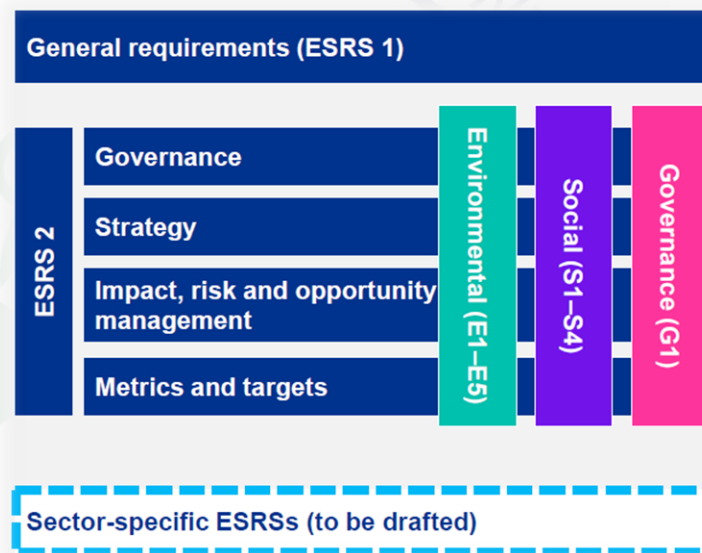 General requirements (ESRS 1)
ESRS 2
Governance
Strategy
Impact, risk and opportunity
management
Metrics and targets
Environmental (E1–E5)
Social (S1–S4)
Governance (G1)
Sector-specific ESRSs (to be drafted)